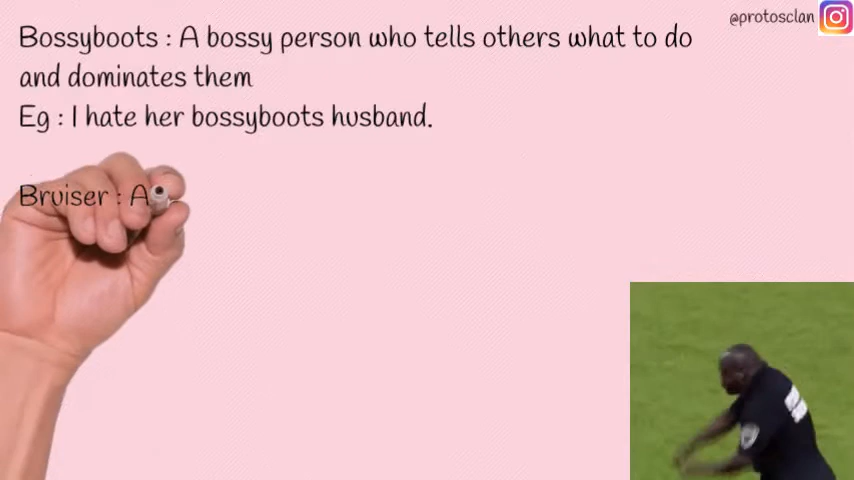 @protosclan
Bossyboots : A bossy person who tells others what to do
and dominates them
Eg : I hate her bossyboots husband.
Bruiser : A